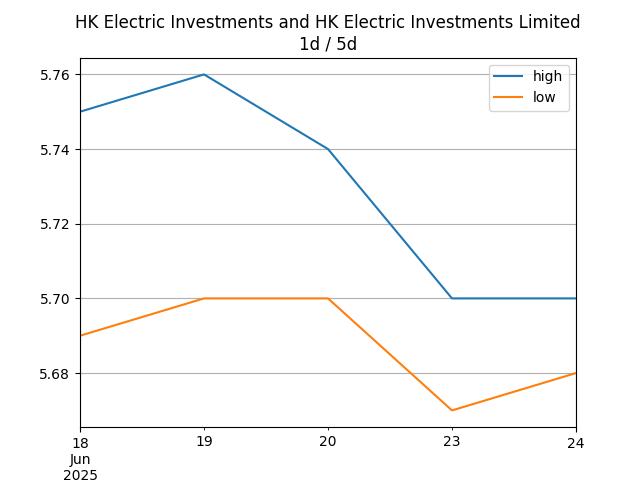 HK Electric Investments and HK Electric Investments Limited
1d / 5d
high
low
5.76
5.74
5.72
5.70
5.68
18
Jun
2025
19
20
23
24